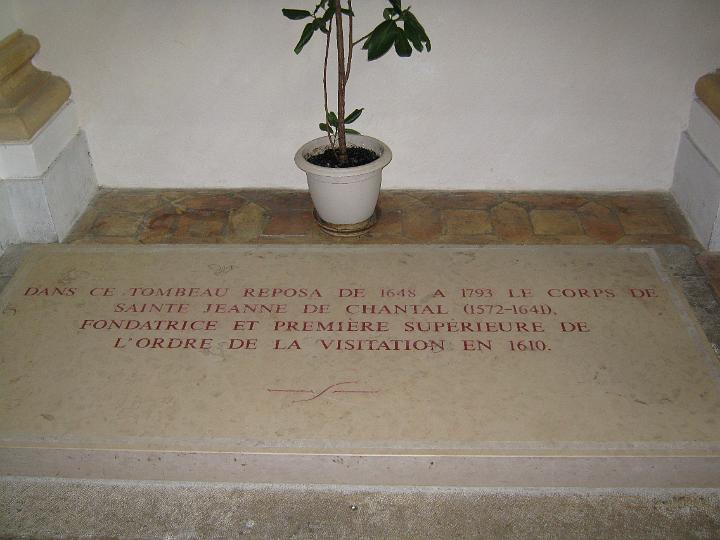 DANS CE TOMBEAU REPOSA DE 1648 A 1793 LE CORPS DE
SAINTE JEANNE DE CHANTAL (1572-1641),
FONDATRICE ET PREMIÈRE SUPÉRIEURE DE
L'ORDRE DE LA VISITATION EN 1610.